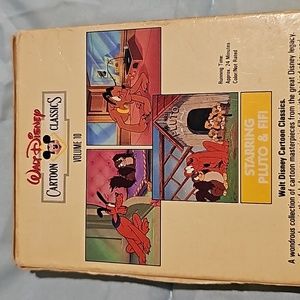 Walt Disney
CARTOON CLASSICS
VOLUME 10
Running Time:
Approx. 24 Minutes
Color/Not Rated
STARRING
PLUTO & FIFI
Walt Disney Cartoon Classics.
A wondrous collection of cartoon masterpieces from the great Disney legacy.